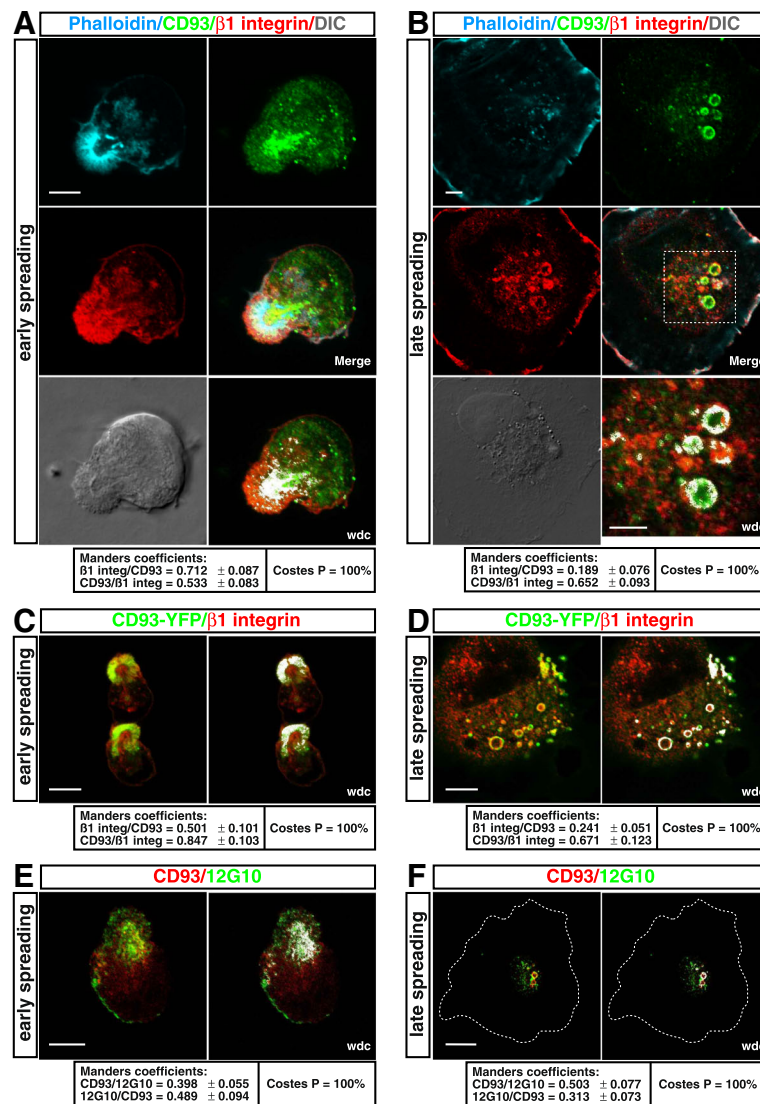 A
Phalloidin/CD93/β1 integrin/DIC
early spreading
Merge
wdc
Manders coefficients:
ß1 integ/CD93 = 0.712 ± 0.087
CD93/ß1 integ = 0.533 ± 0.083
Costes P = 100%
B
Phalloidin/CD93/β1 integrin/DIC
late spreading
Merge
wdc
Manders coefficients:
ß1 integ/CD93 = 0.189 ± 0.076
CD93/ß1 integ = 0.652 ± 0.093
Costes P = 100%
C
CD93-YFP/β1 integrin
early spreading
wdc
Manders coefficients:
ß1 integ/CD93 = 0.501 ± 0.101
CD93/ß1 integ = 0.847 ± 0.103
Costes P = 100%
D
CD93-YFP/β1 integrin
late spreading
wdc
Manders coefficients:
ß1 integ/CD93 = 0.241 ± 0.051
CD93/ß1 integ = 0.671 ± 0.123
Costes P = 100%
E
CD93/12G10
early spreading
wdc
Manders coefficients:
CD93/12G10 = 0.398 ± 0.055
12G10/CD93 = 0.489 ± 0.094
Costes P = 100%
F
CD93/12G10
late spreading
wdc
Manders coefficients:
CD93/12G10 = 0.503 ± 0.077
12G10/CD93 = 0.313 ± 0.073
Costes P = 100%